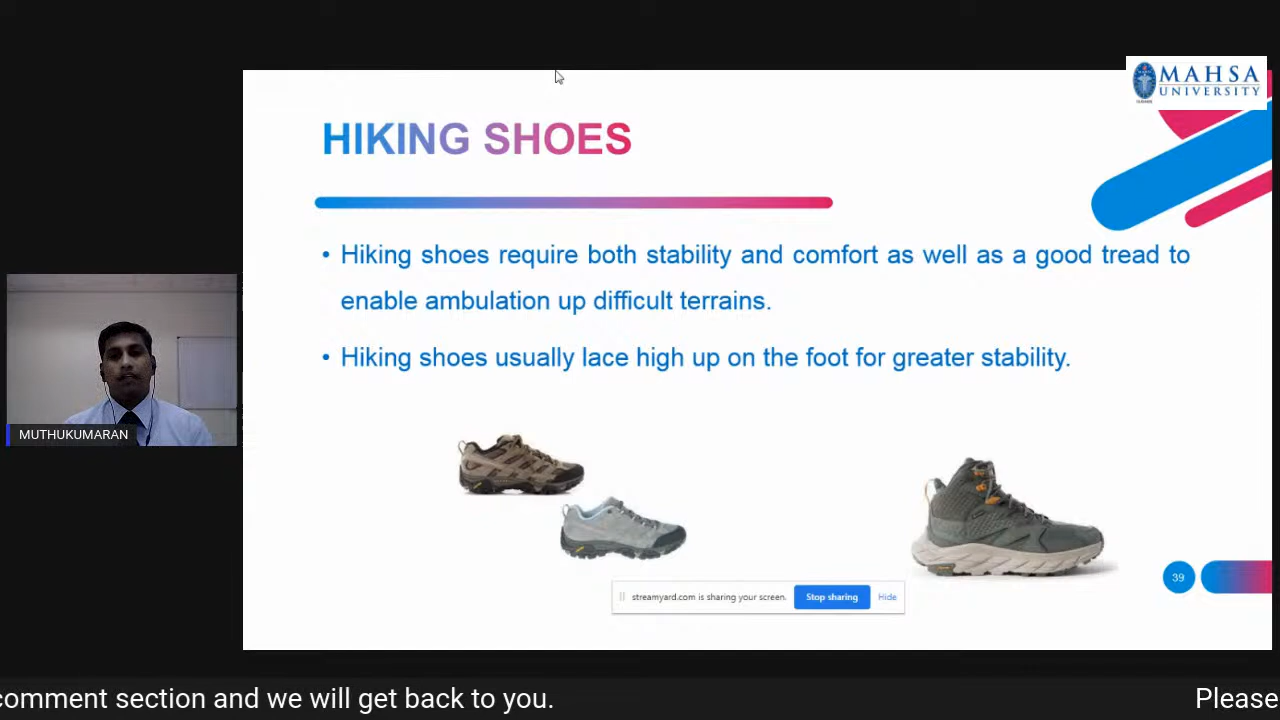 MAHSA
UNIVERSITY
HIKING SHOES
• Hiking shoes require both stability and comfort as well as a good tread to
enable ambulation up difficult terrains.
• Hiking shoes usually lace high up on the foot for greater stability.
MUTHUKUMARAN
39
streamyard.com is sharing your screen.
Stop sharing
Hide
comment section and we will get back to you.
Please